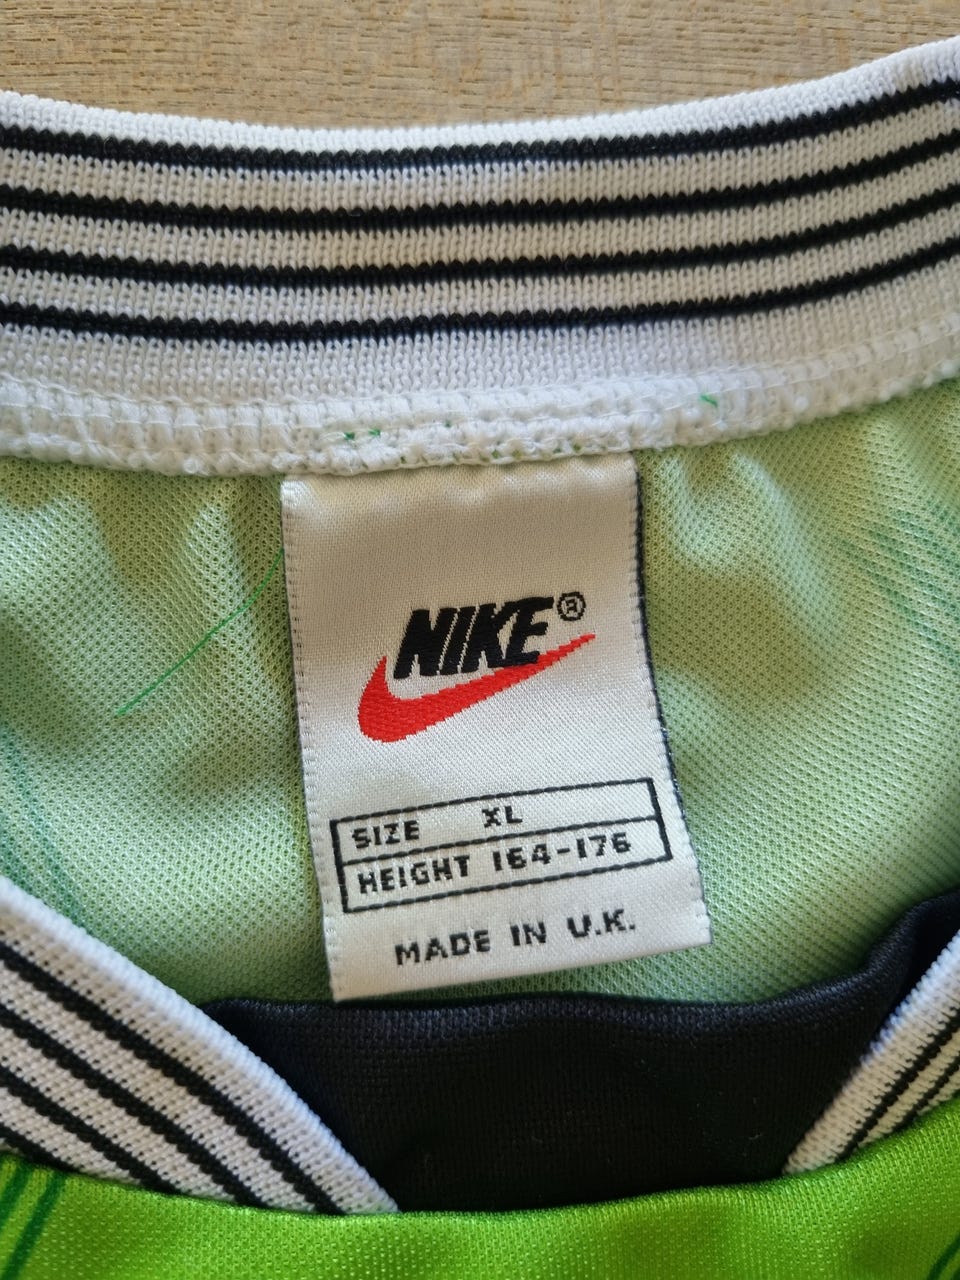 NIKE®
SIZE XL
HEIGHT 164-176
MADE IN U.K.